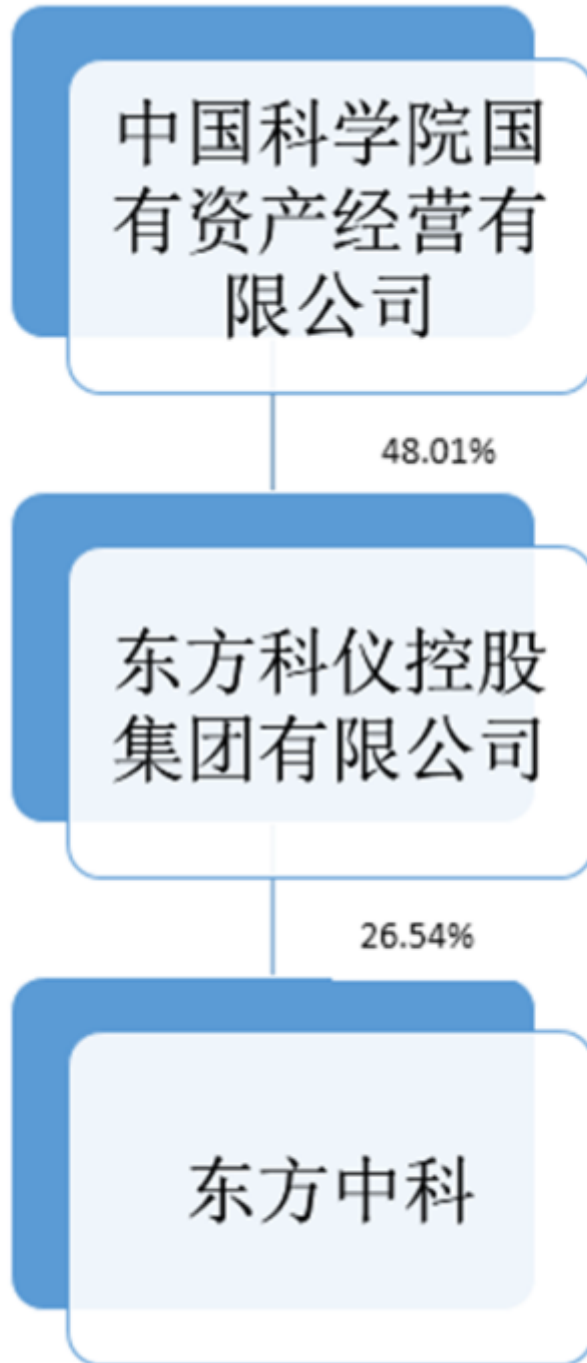 中国科学院国
有资产经营有
限公司
48.01%
东方科仪控股
集团有限公司
26.54%
东方中科